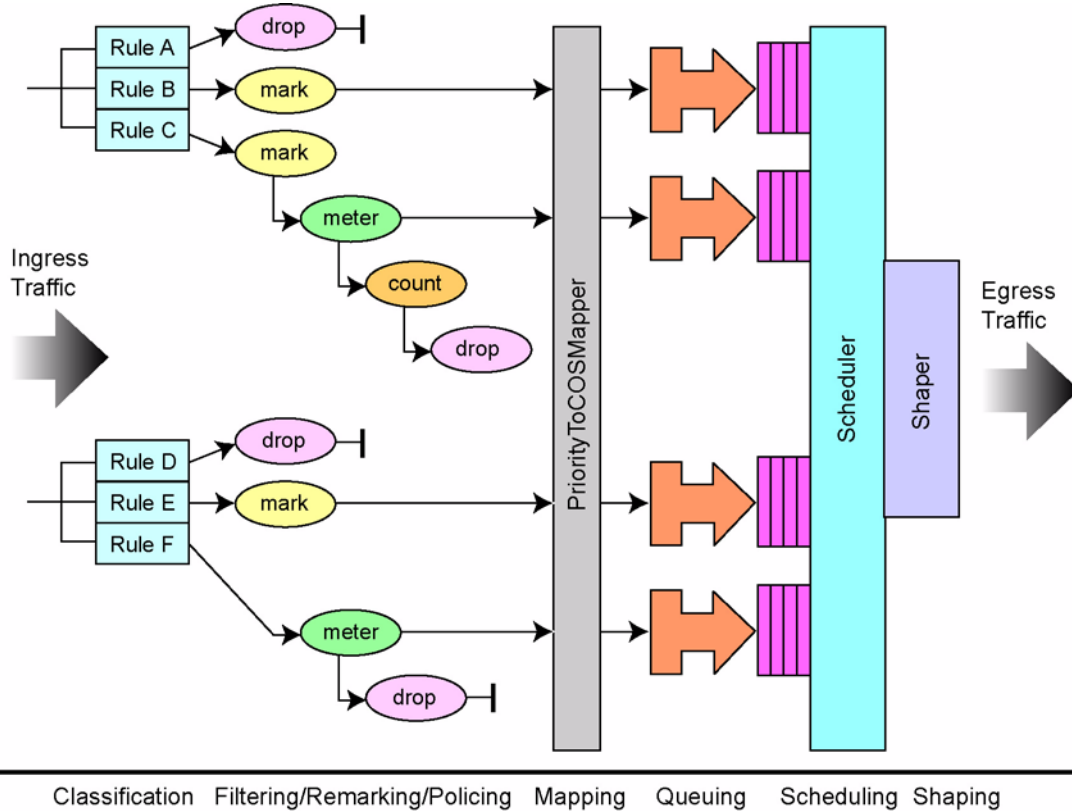 drop
Rule A
Rule B
mark
Rule C
mark
meter
Ingress
Traffic
count
drop
PriorityToCOSMapper
Scheduler
Shaper
Egress
Traffic
drop
Rule D
Rule E
mark
Rule F
meter
drop
Classification Filtering/Remarking/Policing Mapping Queuing Scheduling Shaping